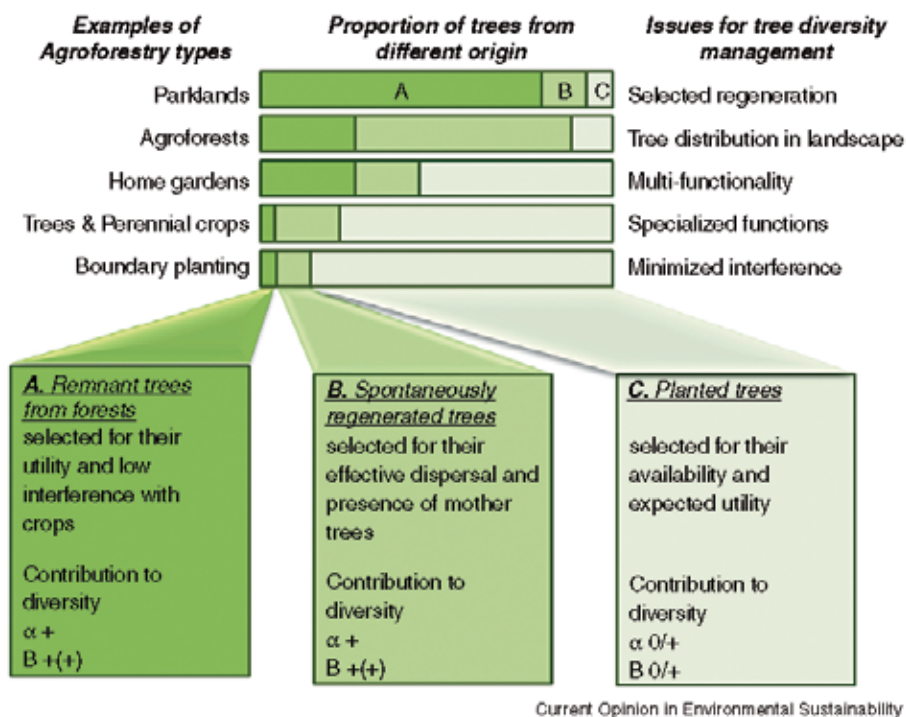 Examples of
Agroforestry types
Proportion of trees from
different origin
Issues for tree diversity
management
Parklands
A
B
C
Selected regeneration
Agroforests
Tree distribution in landscape
Home gardens
Multi-functionality
Trees & Perennial crops
Specialized functions
Boundary planting
Minimized interference
A. Remnant trees
from forests
selected for their
utility and low
interference with
crops
Contribution to
diversity
α +
B +(+)
B. Spontaneously
regenerated trees
selected for their
effective dispersal and
presence of mother
trees
Contribution to
diversity
α +
B +(+)
C. Planted trees
selected for their
availability and
expected utility
Contribution to
diversity
α 0/+
B 0/+
Current Opinion in Environmental Sustainability